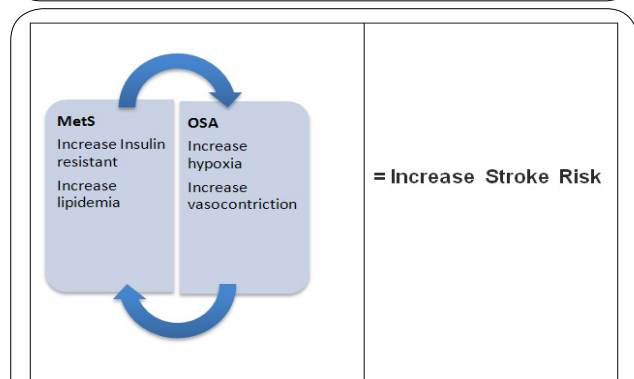 MetS
Increase Insulin
resistant
Increase
lipidemia
OSA
Increase
hypoxia
Increase
vasocontriction
= Increase Stroke Risk